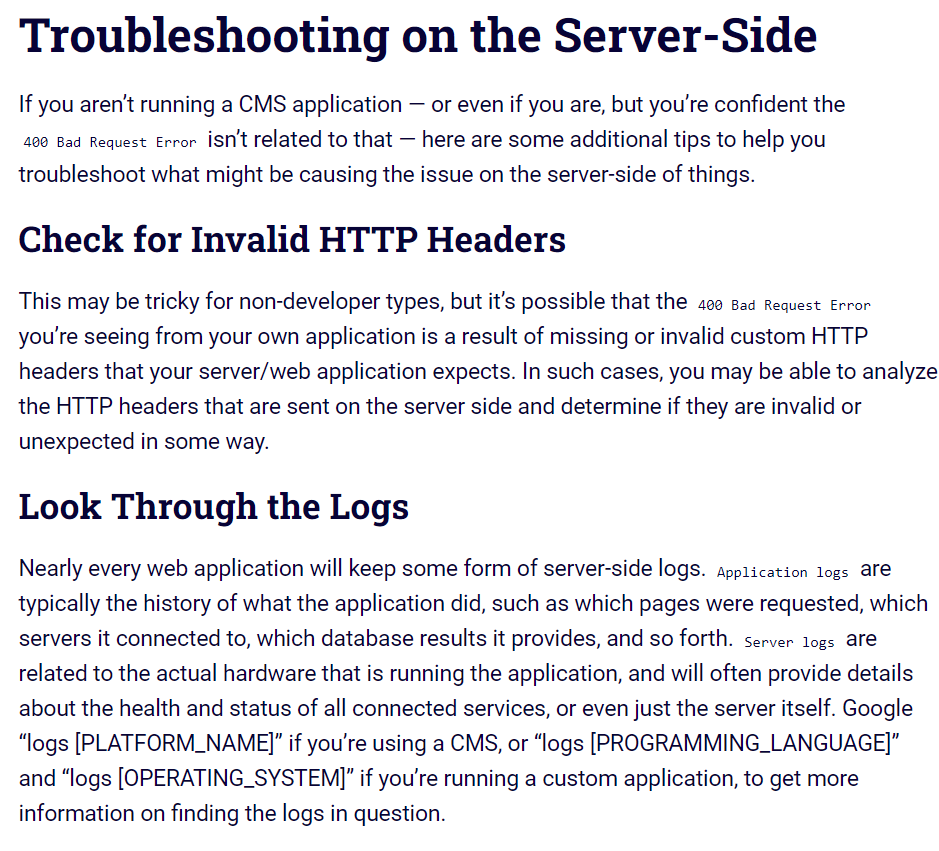 Troubleshooting on the Server-Side
If you aren’t running a CMS application — or even if you are, but you’re confident the
400 Bad Request Error isn’t related to that — here are some additional tips to help you
troubleshoot what might be causing the issue on the server-side of things.
Check for Invalid HTTP Headers
This may be tricky for non-developer types, but it’s possible that the 400 Bad Request Error
you’re seeing from your own application is a result of missing or invalid custom HTTP
headers that your server/web application expects. In such cases, you may be able to analyze
the HTTP headers that are sent on the server side and determine if they are invalid or
unexpected in some way.
Look Through the Logs
Nearly every web application will keep some form of server-side logs. Application logs are
typically the history of what the application did, such as which pages were requested, which
servers it connected to, which database results it provides, and so forth. Server logs are
related to the actual hardware that is running the application, and will often provide details
about the health and status of all connected services, or even just the server itself. Google
“logs [PLATFORM_NAME]” if you’re using a CMS, or “logs [PROGRAMMING_LANGUAGE]”
and “logs [OPERATING_SYSTEM]” if you’re running a custom application, to get more
information on finding the logs in question.